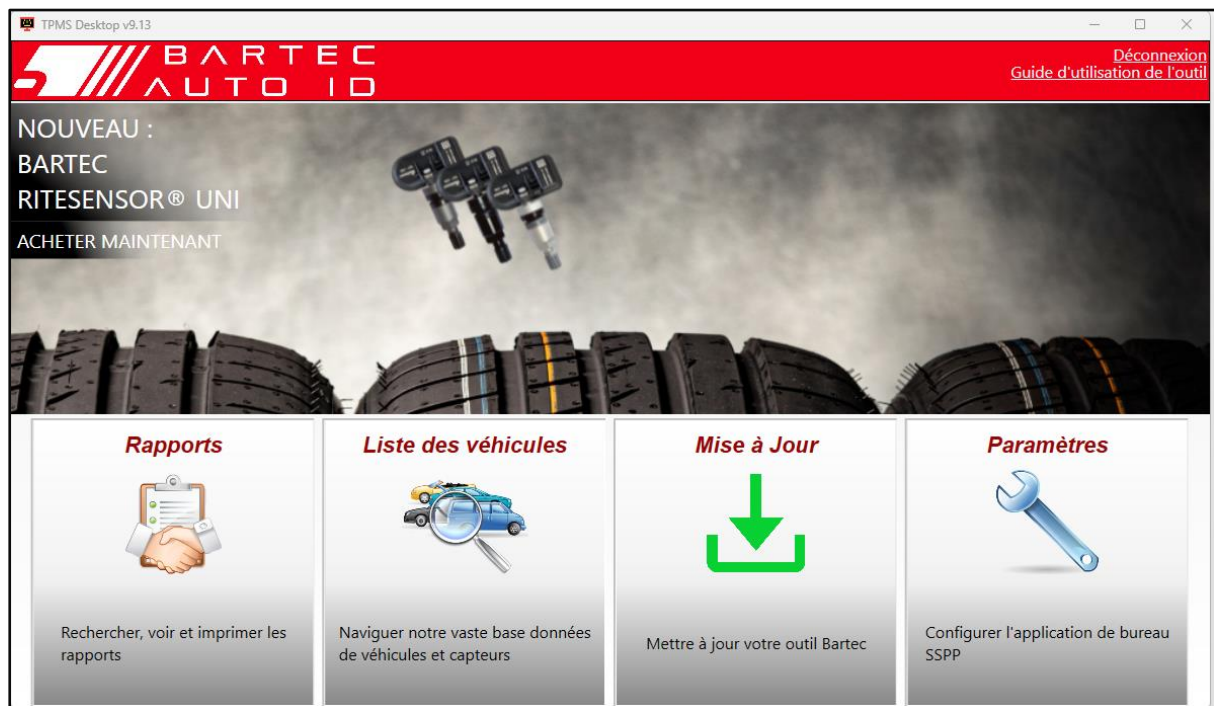 TPMS Desktop v9.13
BARTEC
AUTO ID
Déconnexion
Guide d'utilisation de l'outil
NOUVEAU :
BARTEC
RITESENSOR® UNI
ACHETER MAINTENANT
Rapports
Rechercher, voir et imprimer les
rapports
Liste des véhicules
Naviguer notre vaste base données
de véhicules et capteurs
Mise à Jour
Mettre à jour votre outil Bartec
Paramètres
Configurer l'application de bureau
SSPP